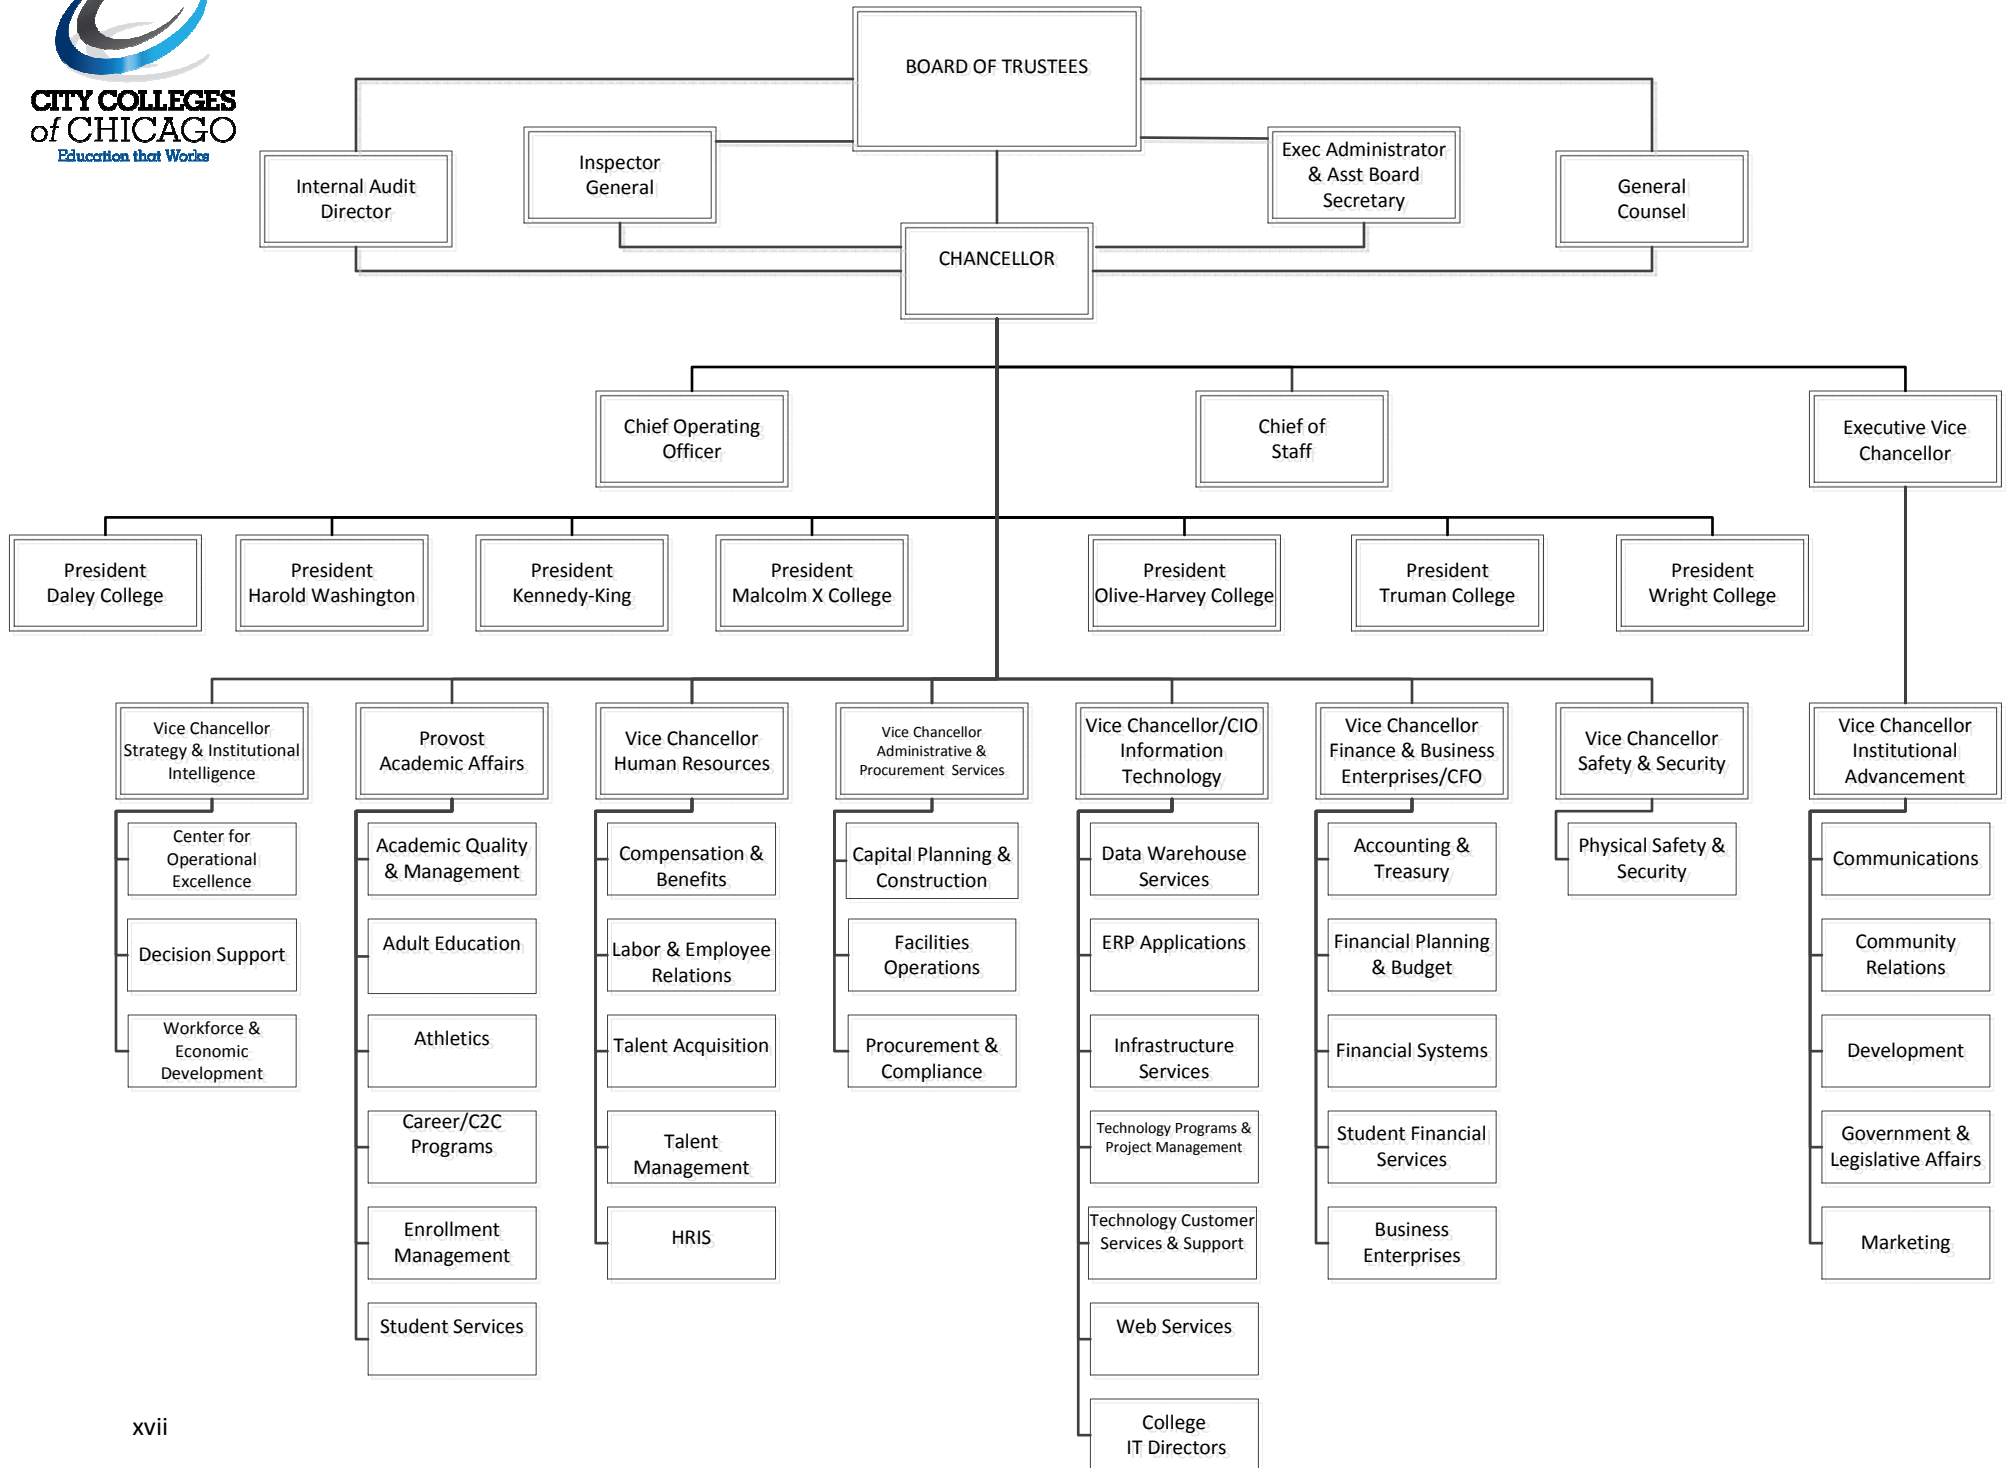 CITY COLLEGES
of CHICAGO
Education that Works
BOARD OF TRUSTEES
Internal Audit
Director
Inspector
General
Exec Administrator
& Asst Board
Secretary
General
Counsel
CHANCELLOR
Chief Operating
Officer
Chief of
Staff
Executive Vice
Chancellor
President
Daley College
President
Harold Washington
President
Kennedy-King
President
Malcolm X College
President
Olive-Harvey College
President
Truman College
President
Wright College
Vice Chancellor
Strategy & Institutional
Intelligence
Provost
Academic Affairs
Vice Chancellor
Human Resources
Vice Chancellor
Administrative &
Procurement Services
Vice Chancellor/CIO
Information
Technology
Vice Chancellor
Finance & Business
Enterprises/CFO
Vice Chancellor
Safety & Security
Vice Chancellor
Institutional
Advancement
Center for
Operational
Excellence
Decision Support
Workforce &
Economic
Development
Academic Quality
& Management
Adult Education
Athletics
Career/C2C
Programs
Enrollment
Management
Student Services
Compensation &
Benefits
Labor & Employee
Relations
Talent Acquisition
Talent
Management
HRIS
Capital Planning &
Construction
Facilities
Operations
Procurement &
Compliance
Data Warehouse
Services
ERP Applications
Infrastructure
Services
Technology Programs &
Project Management
Technology Customer
Services & Support
Web Services
College
IT Directors
Accounting &
Treasury
Financial Planning
& Budget
Financial Systems
Student Financial
Services
Business
Enterprises
Physical Safety &
Security
Communications
Community
Relations
Development
Government &
Legislative Affairs
Marketing
xvii